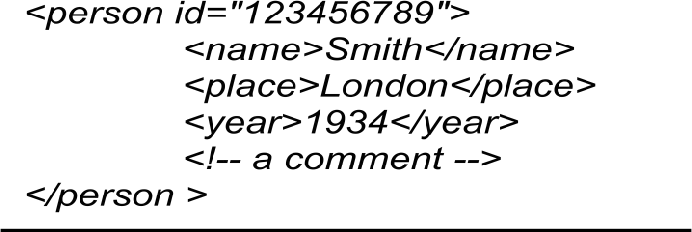 <person id="123456789">
<name>Smith</name>
<place>London</place>
<year>1934</year>
<!-- a comment -->
</person >